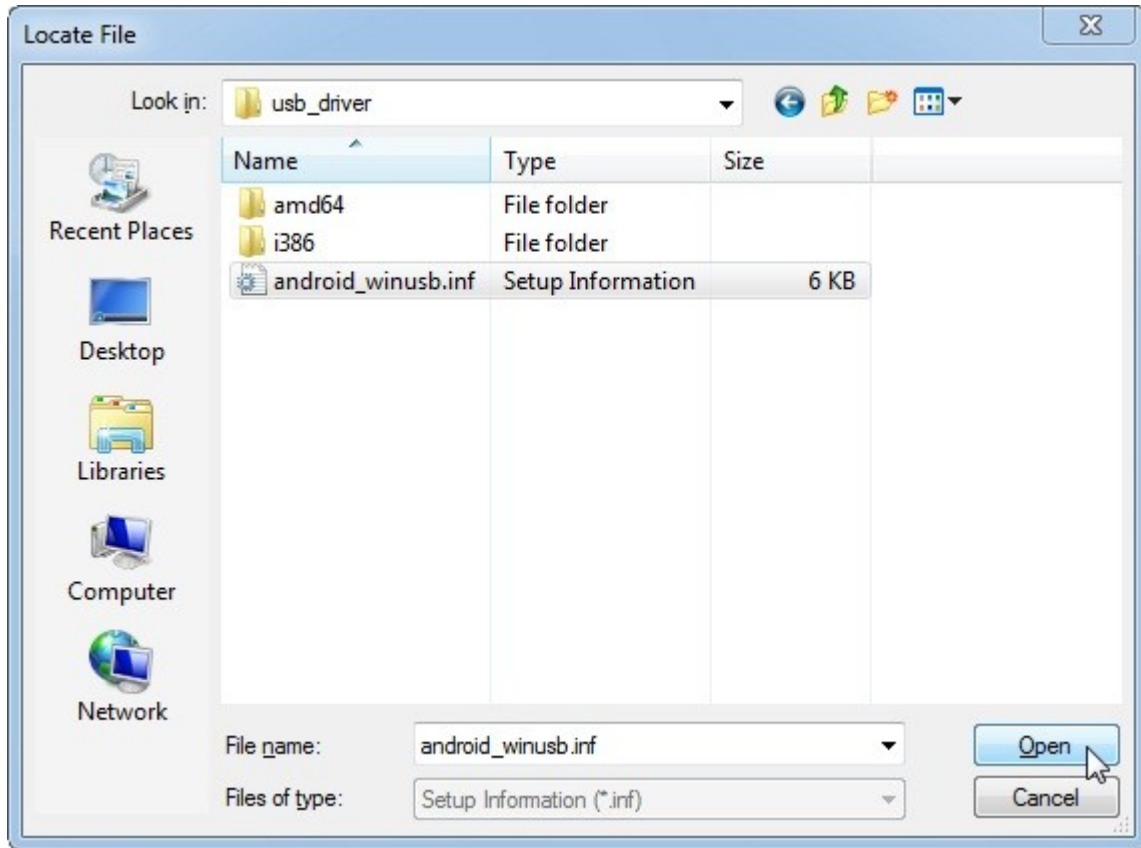 Locate File
Look in: usb_driver
Name Type Size
amd64 File folder
i386 File folder
android_winusb.inf Setup Information 6 KB
Recent Places
Desktop
Libraries
Computer
Network
File name: android_winusb.inf Open
Files of type: Setup Information (*.inf) Cancel